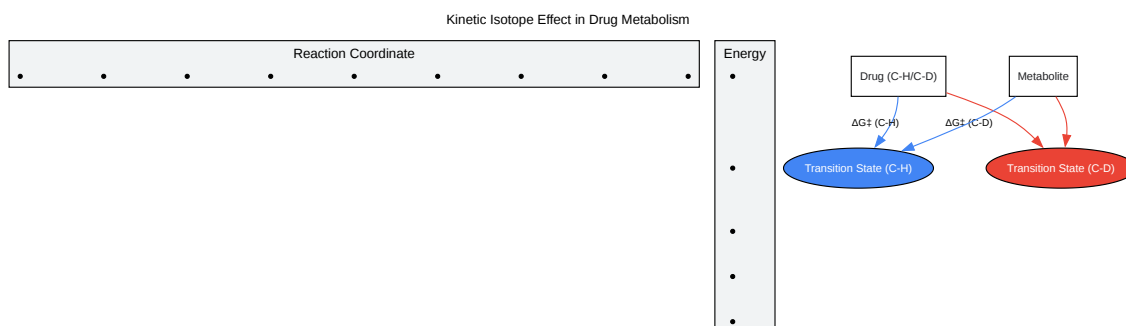 Kinetic Isotope Effect in Drug Metabolism
Reaction Coordinate
Energy
Drug (C-H/C-D)
Metabolite
ΔG‡ (C-H)
ΔG‡ (C-D)
Transition State (C-H)
Transition State (C-D)